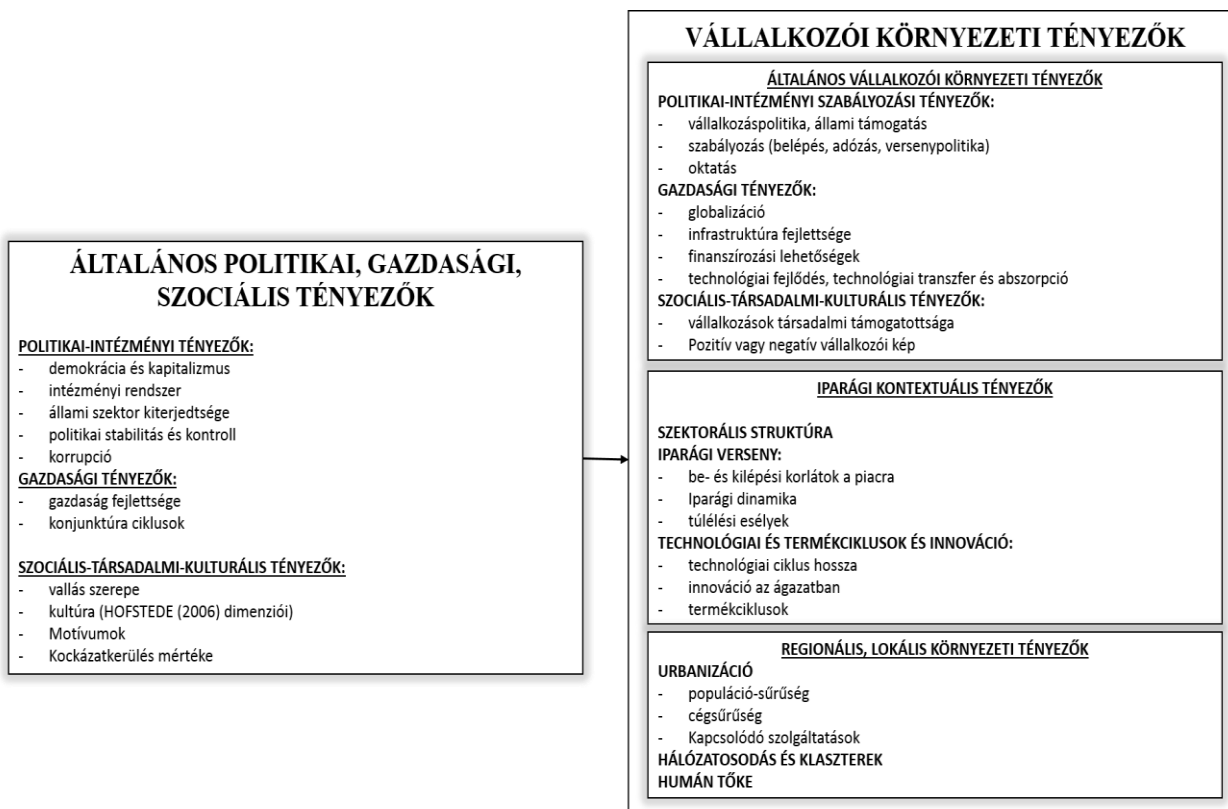 ÁLTALÁNOS POLITIKAI, GAZDASÁGI,
SZOCIÁLIS TÉNYEZŐK
POLITIKAI-INTÉZMÉNYI TÉNYEZŐK:
- demokrácia és kapitalizmus
- intézményi rendszer
- állami szektor kiterjedtsége
- politikai stabilitás és kontroll
- korrupció
GAZDASÁGI TÉNYEZŐK:
- gazdaság fejlettsége
- konjunktúra ciklusok
SZOCIÁLIS-TÁRSADALMI-KULTURÁLIS TÉNYEZŐK:
- vallás szerepe
- kultúra (HOFSTEDE (2006) dimenziói)
- Motívumok
- Kockázatkerülés mértéke
VÁLLALKOZÓI KÖRNYEZETI TÉNYEZŐK
ÁLTALÁNOS VÁLLALKOZÓI KÖRNYEZETI TÉNYEZŐK
POLITIKAI-INTÉZMÉNYI SZABÁLYOZÁSI TÉNYEZŐK:
- vállalkozáspolitika, állami támogatás
- szabályozás (belépés, adózás, versenypolitika)
- oktatás
GAZDASÁGI TÉNYEZŐK:
- globalizáció
- infrastruktúra fejlettsége
- finanszírozási lehetőségek
- technológiai fejlődés, technológiai transzfer és abszorpció
SZOCIÁLIS-TÁRSADALMI-KULTURÁLIS TÉNYEZŐK:
- vállalkozások társadalmi támogatottsága
- Pozitív vagy negatív vállalkozói kép
IPARÁGI KONTEXTUÁLIS TÉNYEZŐK
SZEKTORÁLIS STRUKTÚRA
IPARÁGI VERSENY:
- be- és kilépési korlátok a piacra
- Iparági dinamika
- túlélési esélyek
TECHNOLÓGIAI ÉS TERMÉKCIKLUSOK ÉS INNOVÁCIÓ:
- technológiai ciklus hossza
- innováció az ágazatban
- termékciklusok
REGIONÁLIS, LOKÁLIS KÖRNYEZETI TÉNYEZŐK
URBANIZÁCIÓ
- populáció-sűrűség
- cégsűrűség
- Kapcsolódó szolgáltatások
HÁLÓZATOSODÁS ÉS KLASZTEREK
HUMÁN TŐKE